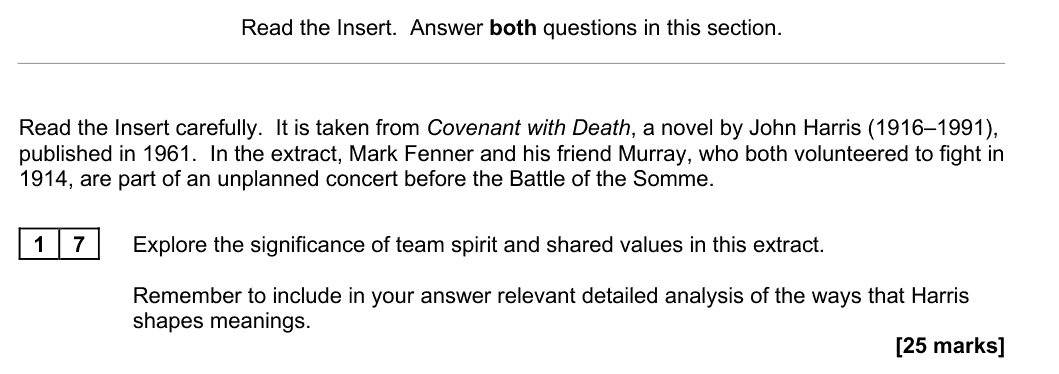 Read the Insert.  Answer both questions in this section.
Read the Insert carefully.  It is taken from Covenant with Death, a novel by John Harris (1916–1991),
published in 1961.  In the extract, Mark Fenner and his friend Murray, who both volunteered to fight in
1914, are part of an unplanned concert before the Battle of the Somme.
1 7 Explore the significance of team spirit and shared values in this extract.
Remember to include in your answer relevant detailed analysis of the ways that Harris
shapes meanings.
[25 marks]